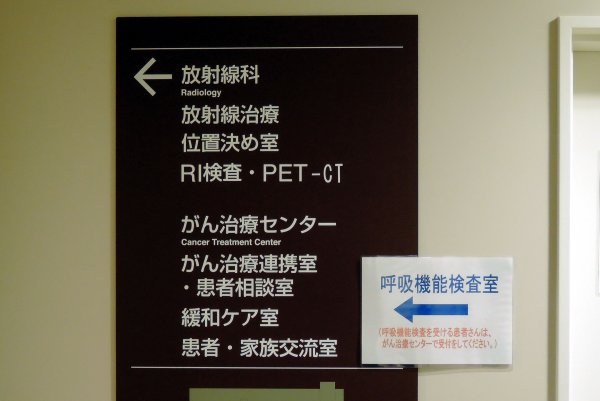 放射線科
Radiology
放射線治療
位置決め室
RI検査・PET-CT
がん治療センター
Cancer Treatment Center
がん治療連携室
・患者相談室
緩和ケア室
患者・家族交流室
呼吸機能検査室
(呼吸機能検査を受ける患者さんは、
がん治療センターで受付をしてください。)